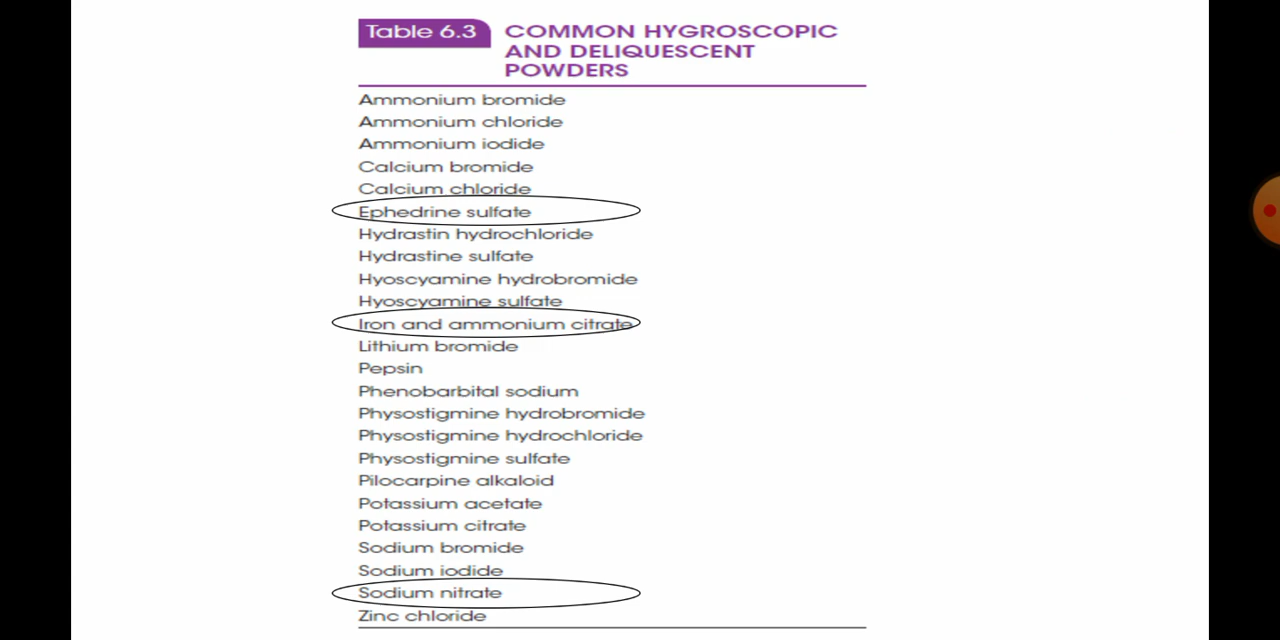 Table 6.3
COMMON HYGROSCOPIC
AND DELIQUESCENT
POWDERS
Ammonium bromide
Ammonium chloride
Ammonium iodide
Calcium bromide
Calcium chloride
Ephedrine sulfate
Hydrastin hydrochloride
Hydrastine sulfate
Hyoscyamine hydrobromide
Hyoscyamine sulfate
Iron and ammonium citrate
Lithium bromide
Pepsin
Phenobarbital sodium
Physostigmine hydrobromide
Physostigmine hydrochloride
Physostigmine sulfate
Pilocarpine alkaloid
Potassium acetate
Potassium citrate
Sodium bromide
Sodium iodide
Sodium nitrate
Zinc chloride